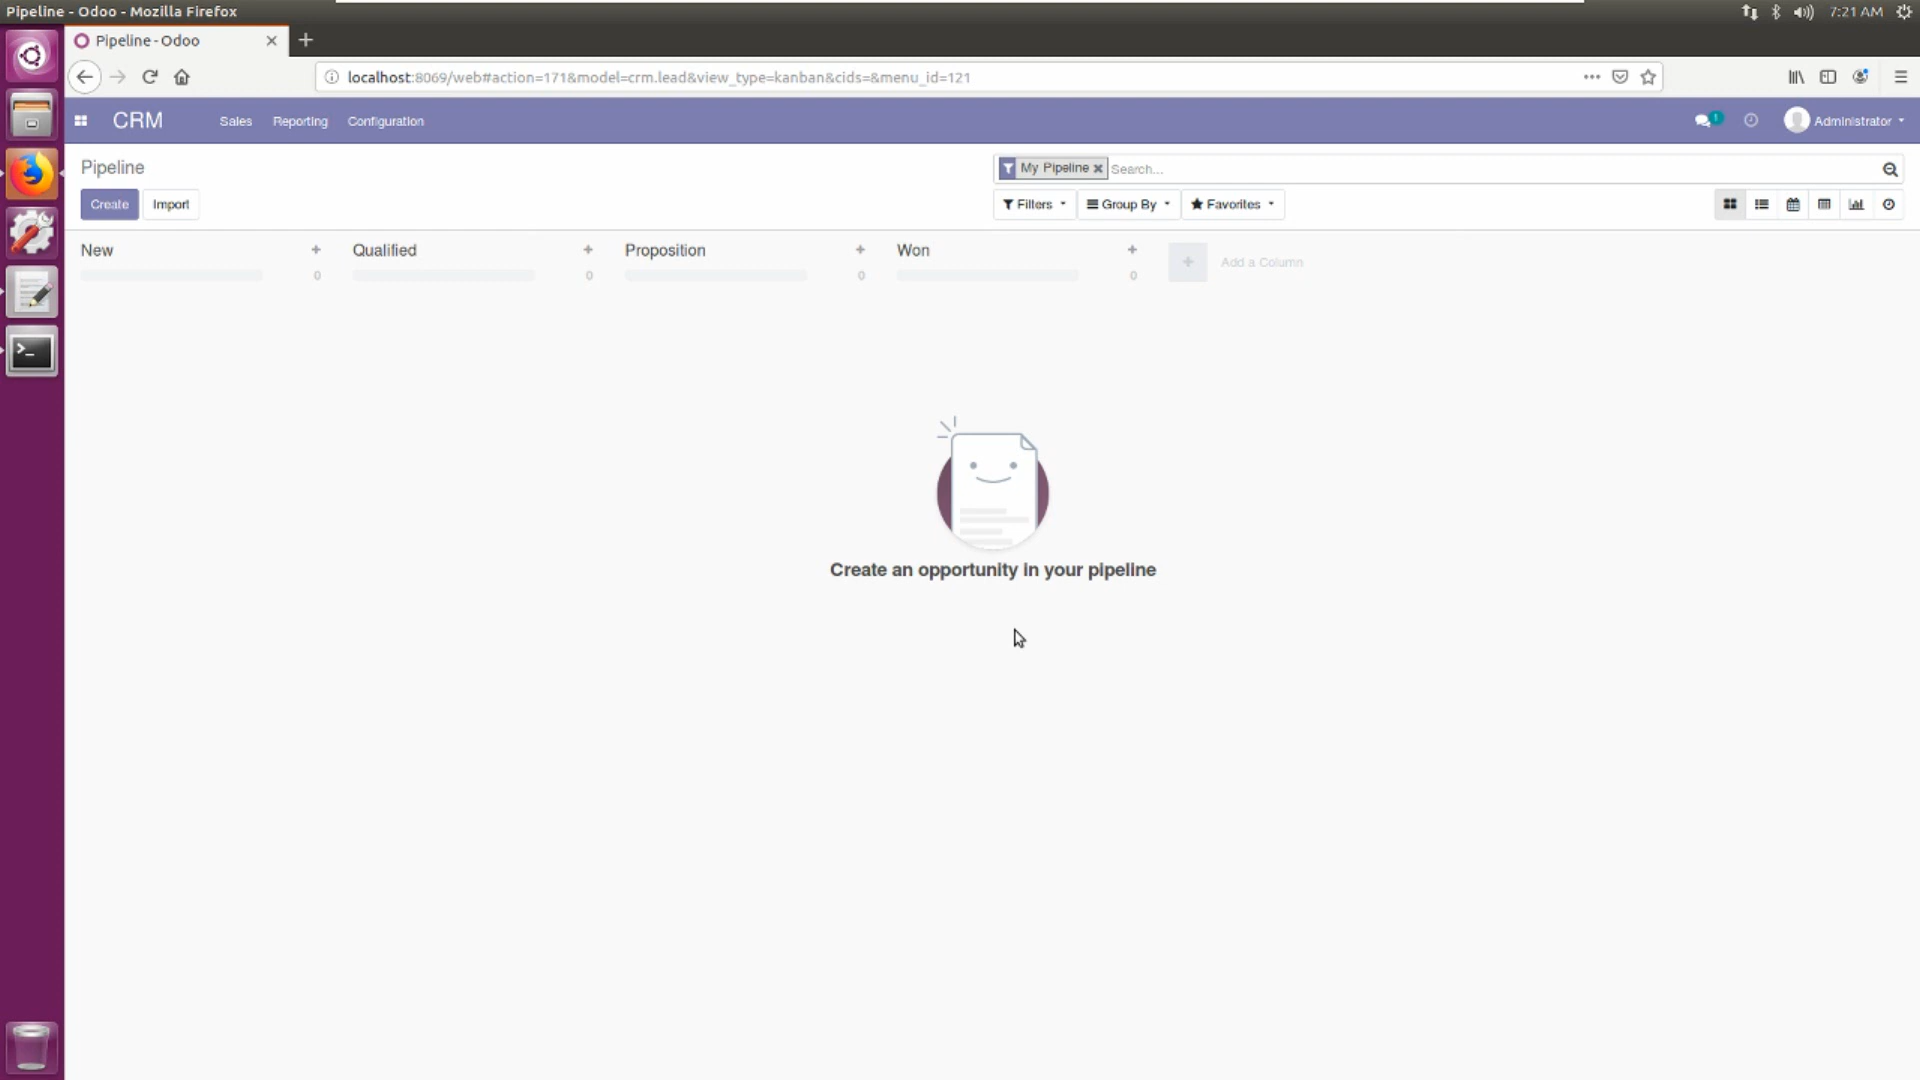 Pipeline - Odoo - Mozilla Firefox
7:21 AM
Pipeline - Odoo
localhost:8069/web#action=171&model=crm.lead&view_type=kanban&cids=&menu_id=121
CRM
Sales
Reporting
Configuration
1
Administrator
Pipeline
My Pipeline
Search...
Create
Import
Filters
Group By
Favorites
New
Qualified
Proposition
Won
Add a Column
0
0
0
0
Create an opportunity in your pipeline